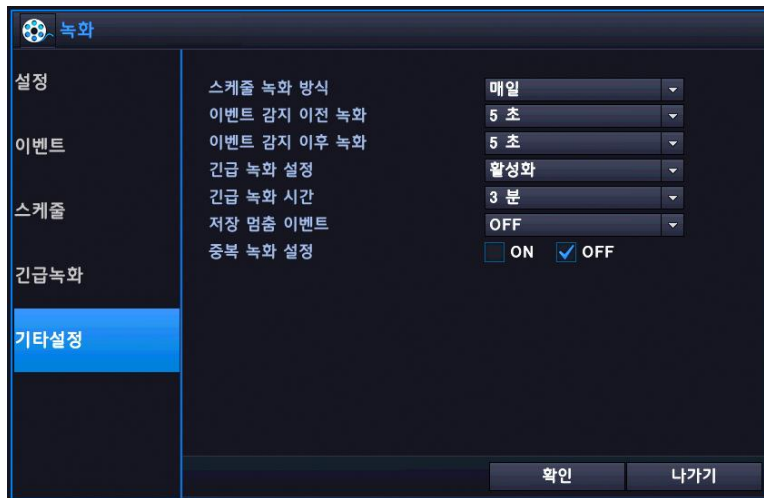 녹화
설정
이벤트
스케줄
긴급녹화
기타설정
스케줄 녹화 방식 매일
이벤트 감지 이전 녹화 5 초
이벤트 감지 이후 녹화 5 초
긴급 녹화 설정 활성화
긴급 녹화 시간 3 분
저장 멈춤 이벤트 OFF
중복 녹화 설정 ON OFF
확인 나가기